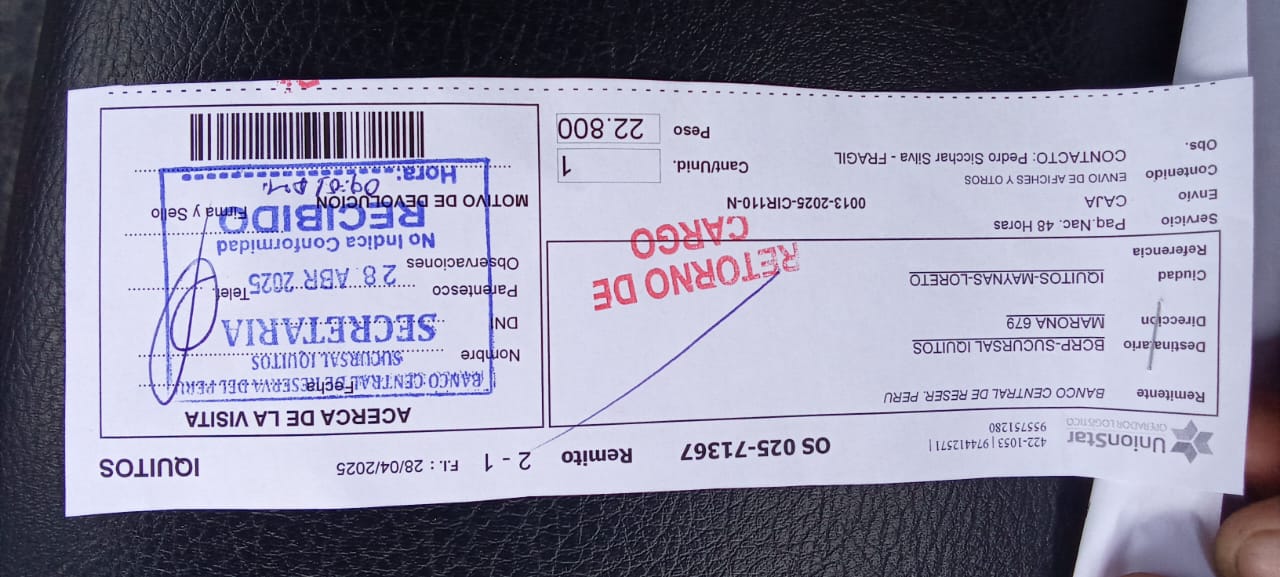 UnionStar
OPERADOR LOGÍSTICO
422-1053 | 974412571 |
955751280
OS 025-71367
Remito 2 - 1
F.I. : 28/04/2025
IQUITOS
Remitente BANCO CENTRAL DE RESER. PERU
Destinatario BCRP-SUCURSAL IQUITOS
Dirección MARONA 679
Ciudad IQUITOS-MAYNAS-LORETO
Referencia
RETORNO DE
CARGO
Servicio Paq.Nac. 48 Horas
Envio CAJA 0013-2025-CIR110-N
Contenido ENVIO DE AFICHES Y OTROS
Obs. CONTACTO: Pedro Sicchar Silva - FRAGIL
Cant/Unid. 1
Peso 22.800
ACERCA DE LA VISITA
Fecha
Nombre
DNI
Parentesco Telef
Observaciones
MOTIVO DE DEVOLUCION Firma y Sello
BANCO CENTRAL DE RESERVA DEL PERU
SUCURSAL IQUITOS
SECRETARIA
28 ABR 2025
No Indica Conformidad
RECIBIDO
Hora: